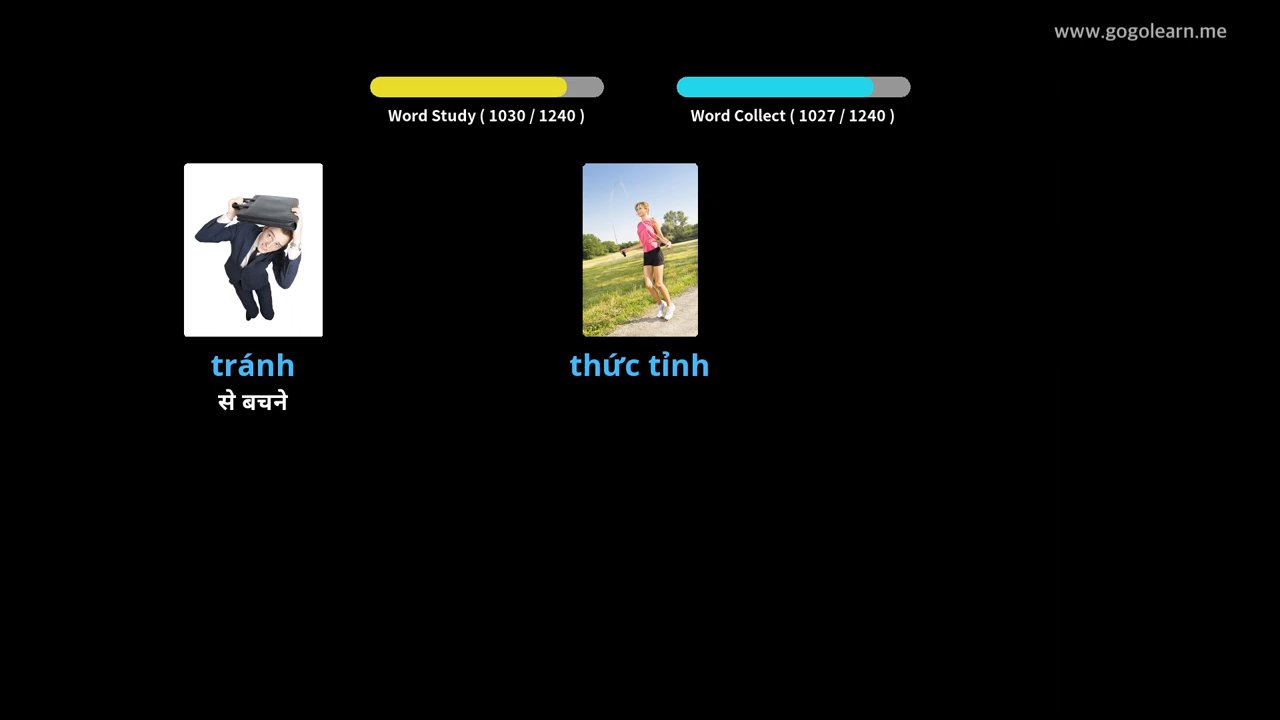 www.gogolearn.me
Word Study ( 1030 / 1240 )
Word Collect ( 1027 / 1240 )
tránh
से बचने
thức tỉnh